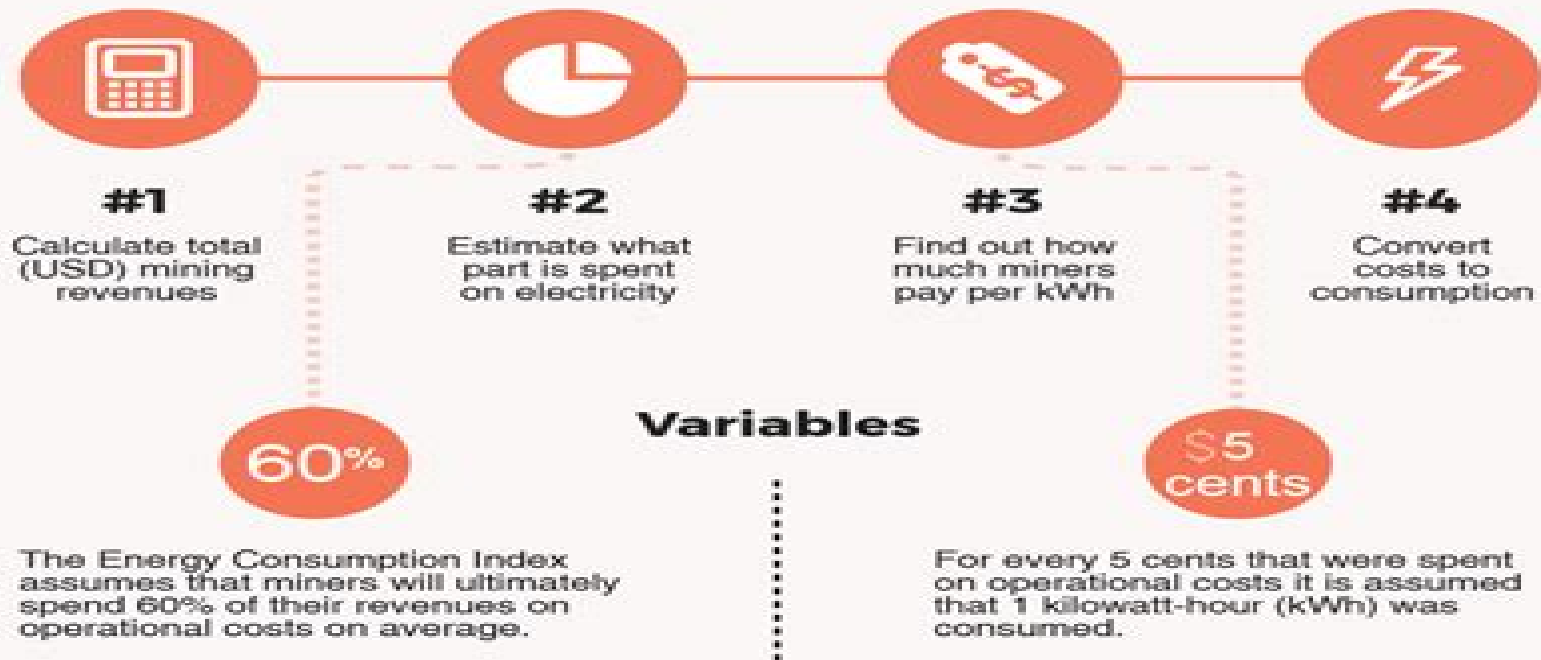 #1
Calculate total
(USD) mining
revenues
#2
Estimate what
part is spent
on electricity
#3
Find out how
much miners
pay per kWh
#4
Convert
costs to
consumption
Variables
60%
The Energy Consumption Index
assumes that miners will ultimately
spend 60% of their revenues on
operational costs on average.
$5
cents
For every 5 cents that were spent
on operational costs it is assumed
that 1 kilowatt-hour (kWh) was
consumed.